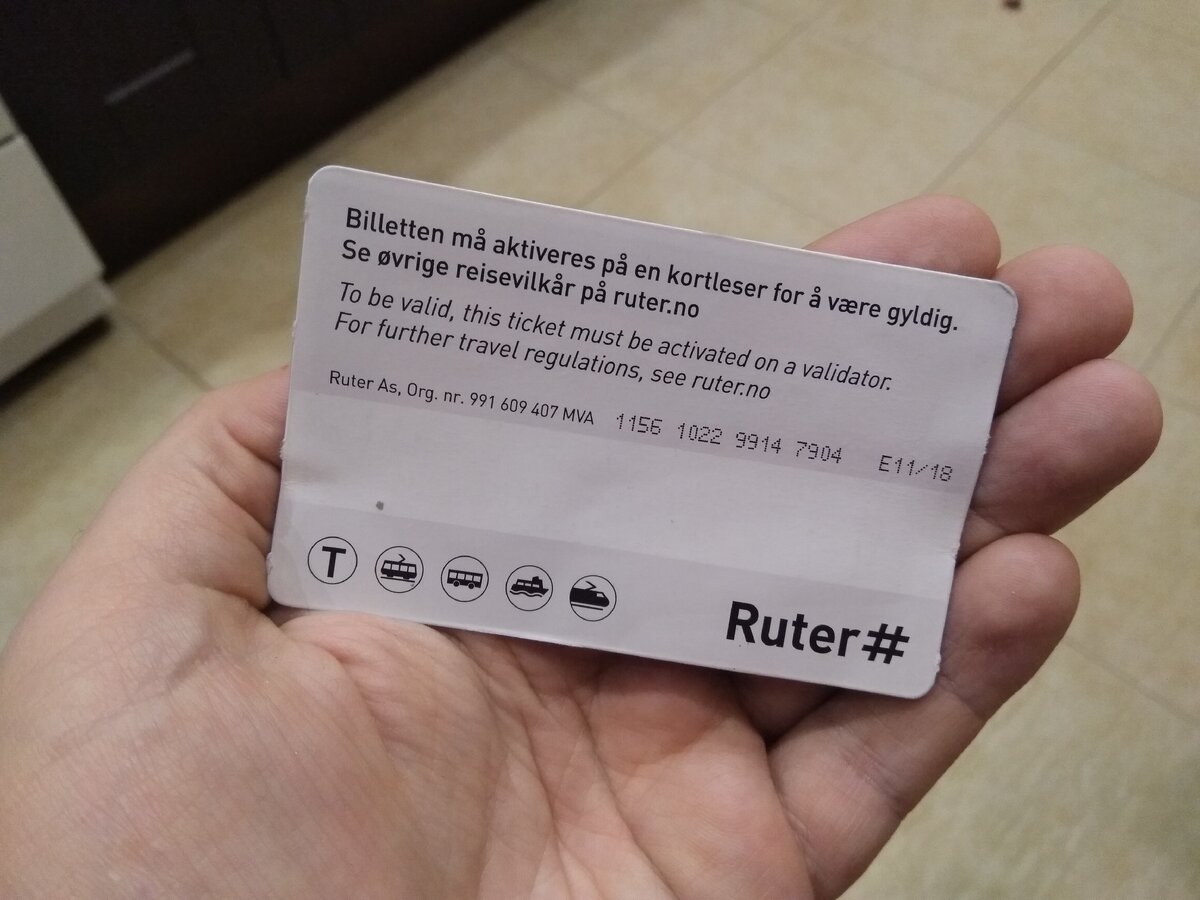 Billetten må aktiveres på en kortleser for å være gyldig.
Se øvrige reisevilkår på ruter.no
To be valid, this ticket must be activated on a validator.
For further travel regulations, see ruter.no
Ruter As, Org. nr. 991 609 407 MVA 1156 1022 9914 7904 E11/18
T
Ruter#